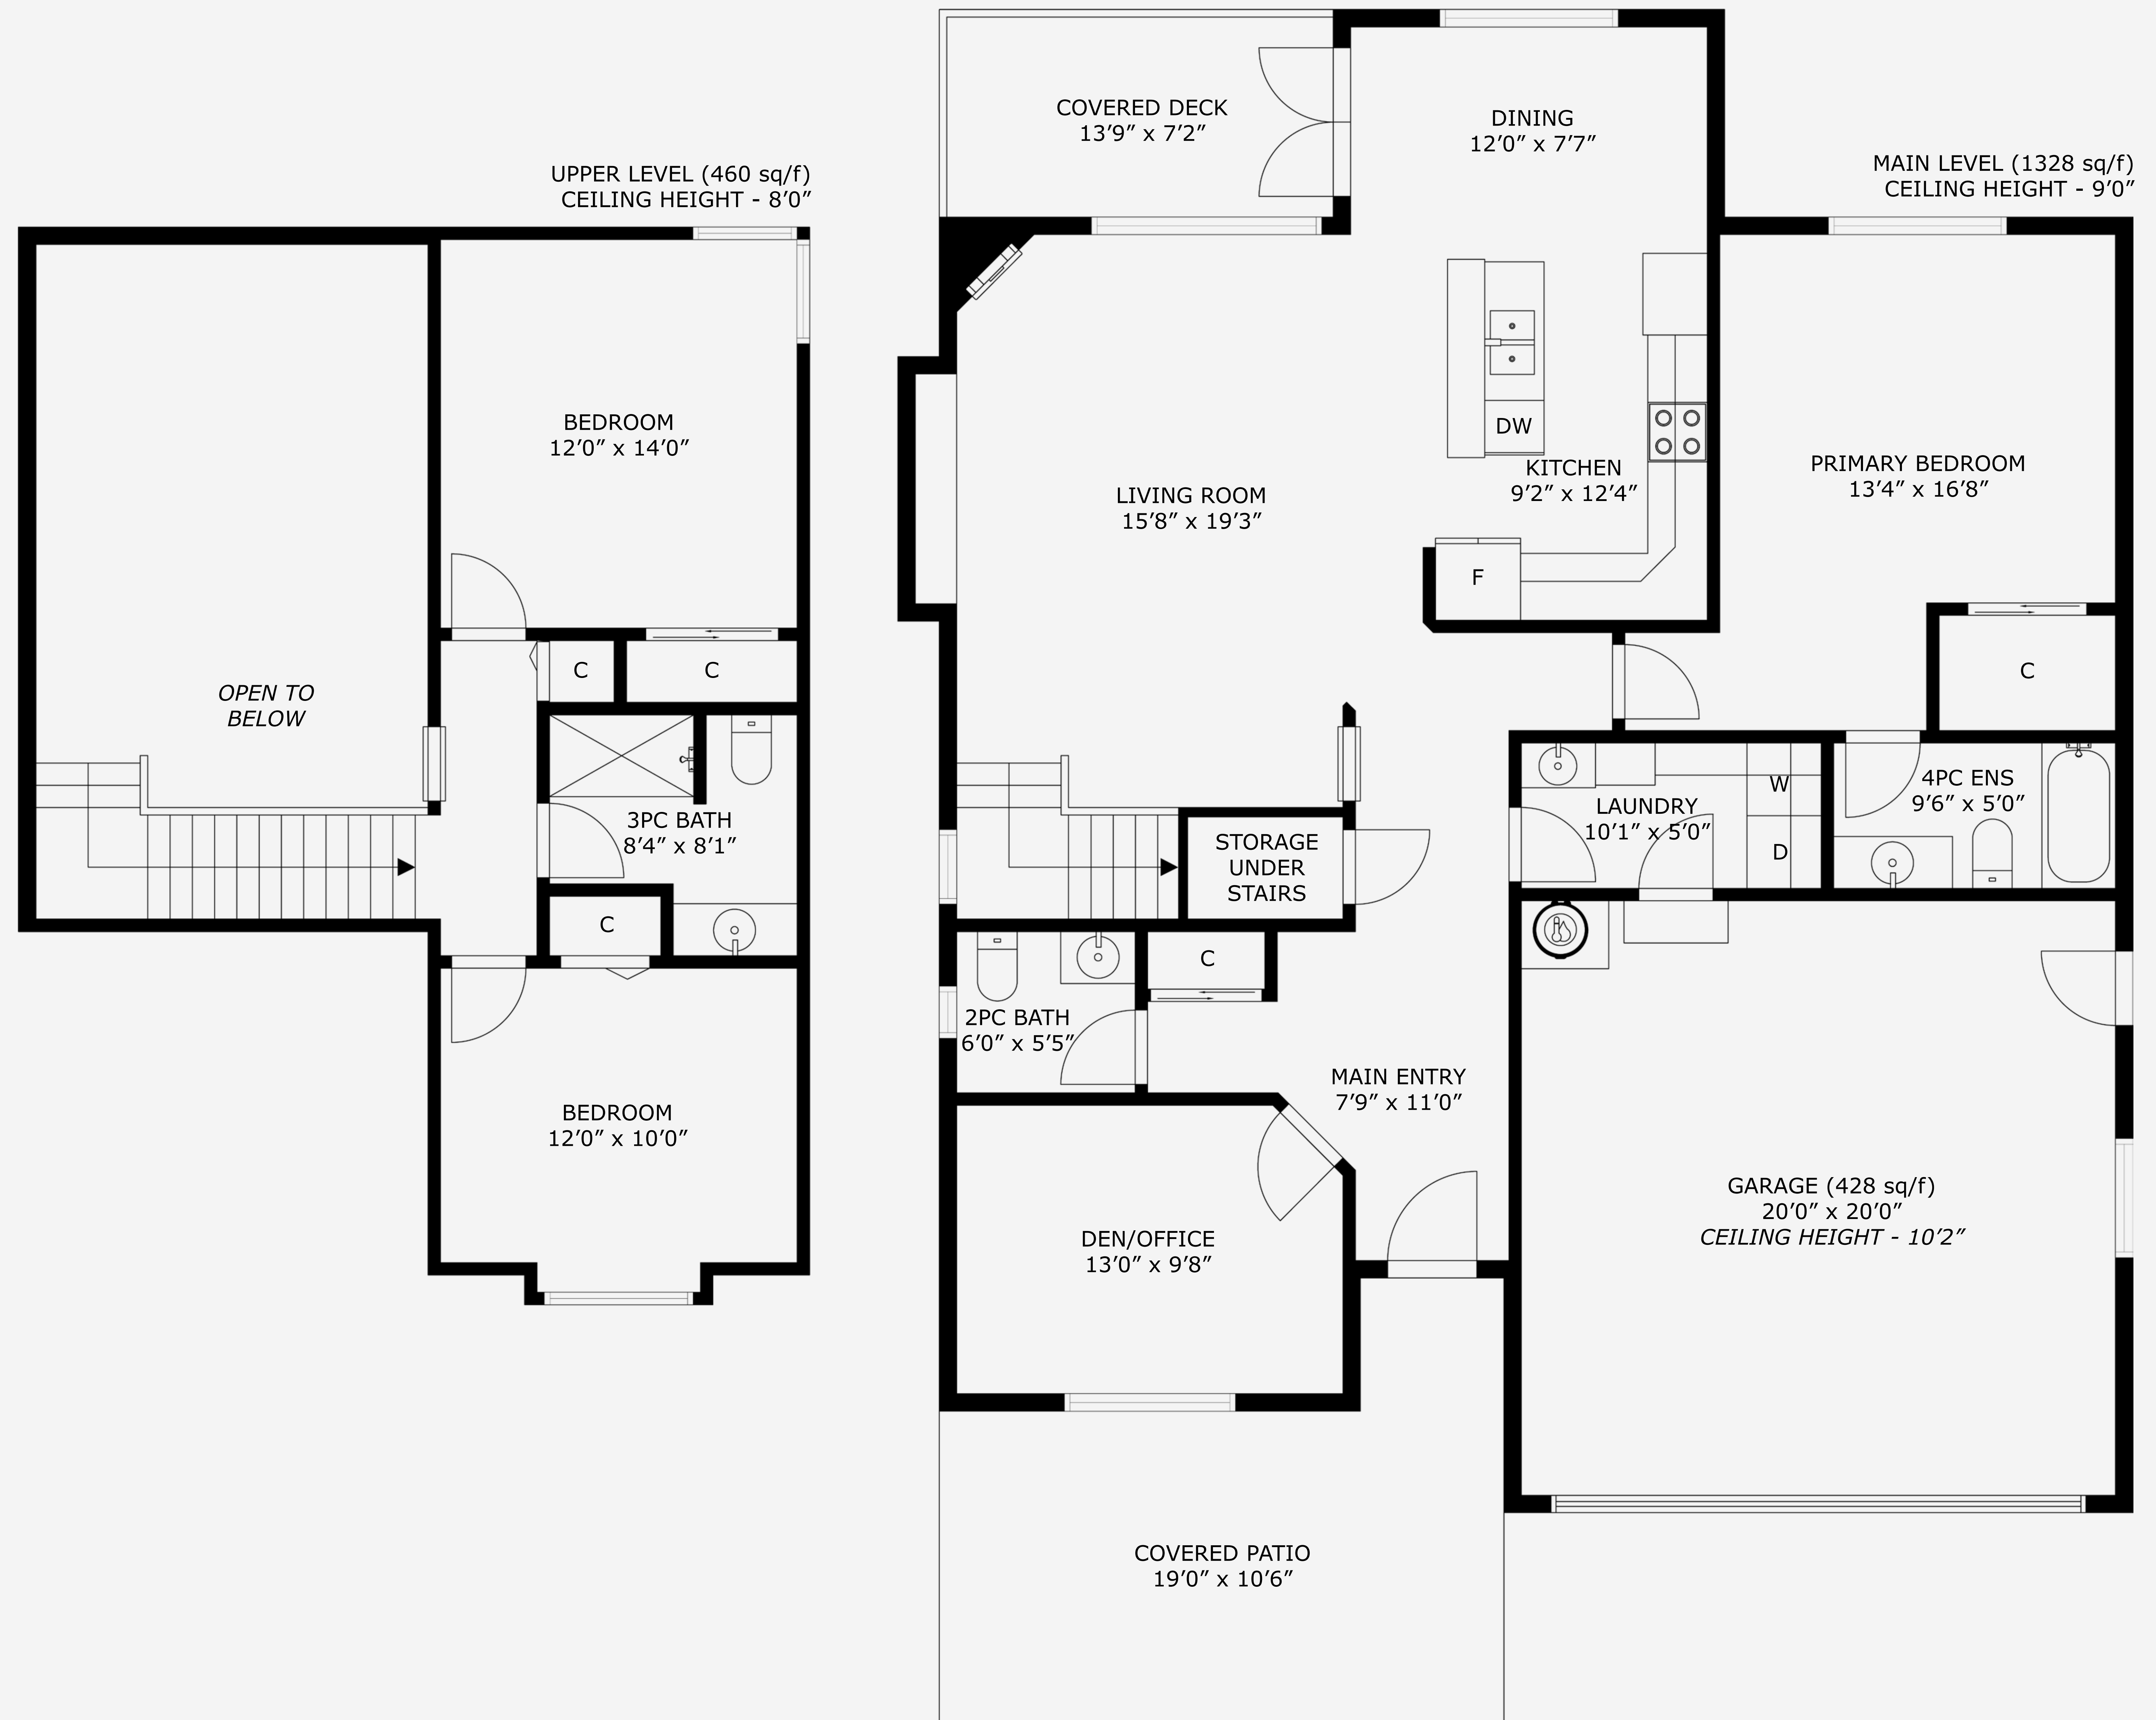 UPPER LEVEL (460 sq/f)
CEILING HEIGHT - 8’0”
BEDROOM
12’0” x 14’0”
OPEN TO
BELOW
C
C
3PC BATH
8’4” x 8’1”
C
BEDROOM
12’0” x 10’0”
COVERED DECK
13’9” x 7’2”
DINING
12’0” x 7’7”
MAIN LEVEL (1328 sq/f)
CEILING HEIGHT - 9’0”
DW
KITCHEN
9’2” x 12’4”
LIVING ROOM
15’8” x 19’3”
PRIMARY BEDROOM
13’4” x 16’8”
F
C
W
LAUNDRY
10’1” x 5’0”
D
4PC ENS
9’6” x 5’0”
STORAGE
UNDER
STAIRS
C
2PC BATH
6’0” x 5’5”
MAIN ENTRY
7’9” x 11’0”
DEN/OFFICE
13’0” x 9’8”
GARAGE (428 sq/f)
20’0” x 20’0”
CEILING HEIGHT - 10’2”
COVERED PATIO
19’0” x 10’6”